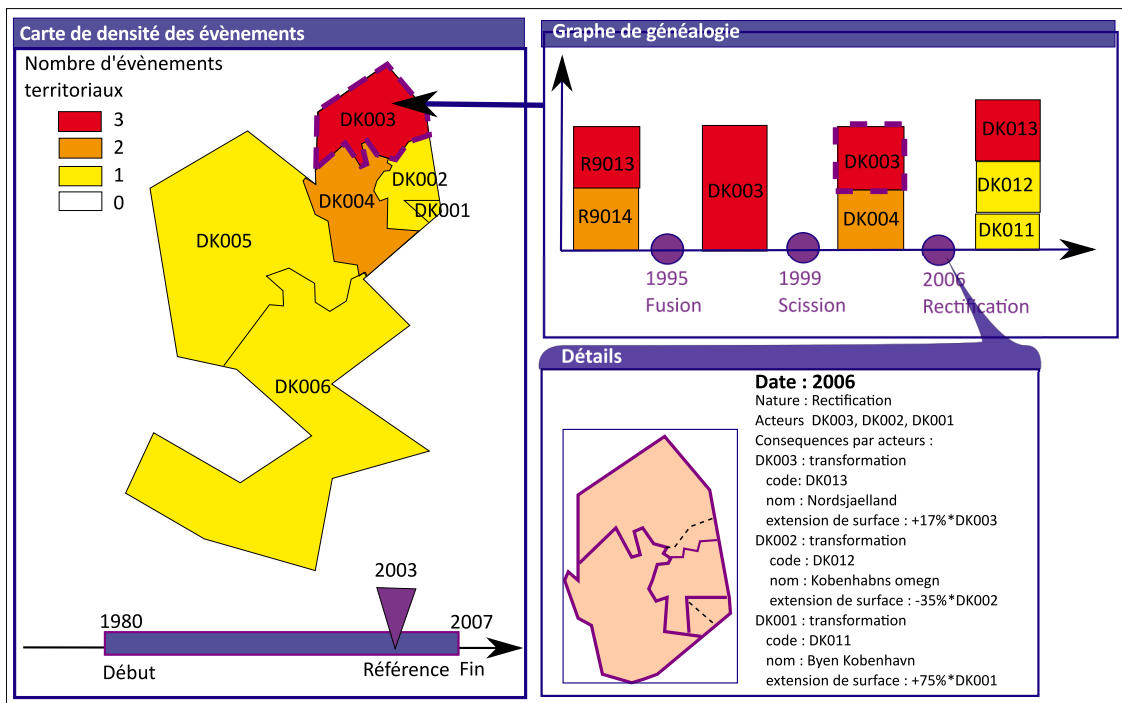 Carte de densité des évènements
Nombre d'évènements
territoriaux
3
2
1
0
DK003
DK002
DK004
DK001
DK005
DK006
2003
1980
2007
Début
Référence
Fin
Graphe de généalogie
R9013
R9014
DK003
DK003
DK004
DK013
DK012
DK011
1995
Fusion
1999
Scission
2006
Rectification
Détails
Date : 2006
Nature : Rectification
Acteurs DK003, DK002, DK001
Consequences par acteurs :
DK003 : transformation
code: DK013
nom : Nordsjaelland
extension de surface : +17%*DK003
DK002 : transformation
code : DK012
nom : Kobenhabns omegn
extension de surface : -35%*DK002
DK001 : transformation
code : DK011
nom : Byen Kobenhavn
extension de surface : +75%*DK001